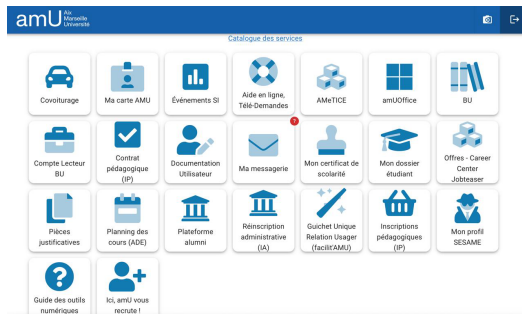 amU Aix
Marseille
Université
Catalogue des services
Covoiturage
Ma carte AMU
Événements SI
Aide en ligne,
Télé-Demandes
AMeTICE
amUOffice
BU
Compte Lecteur
BU
Contrat
pédagogique
(IP)
Documentation
Utilisateur
Ma messagerie
Mon certificat de
scolarité
Mon dossier
étudiant
Offres - Career
Center
Jobteaser
Pièces
justificatives
Planning des
cours (ADE)
Plateforme
alumni
Réinscription
administrative
(IA)
Guichet Unique
Relation Usager
(facilit'AMU)
Inscriptions
pédagogiques
(IP)
Mon profil
SESAME
Guide des outils
numériques
Ici, amU vous
recrute !